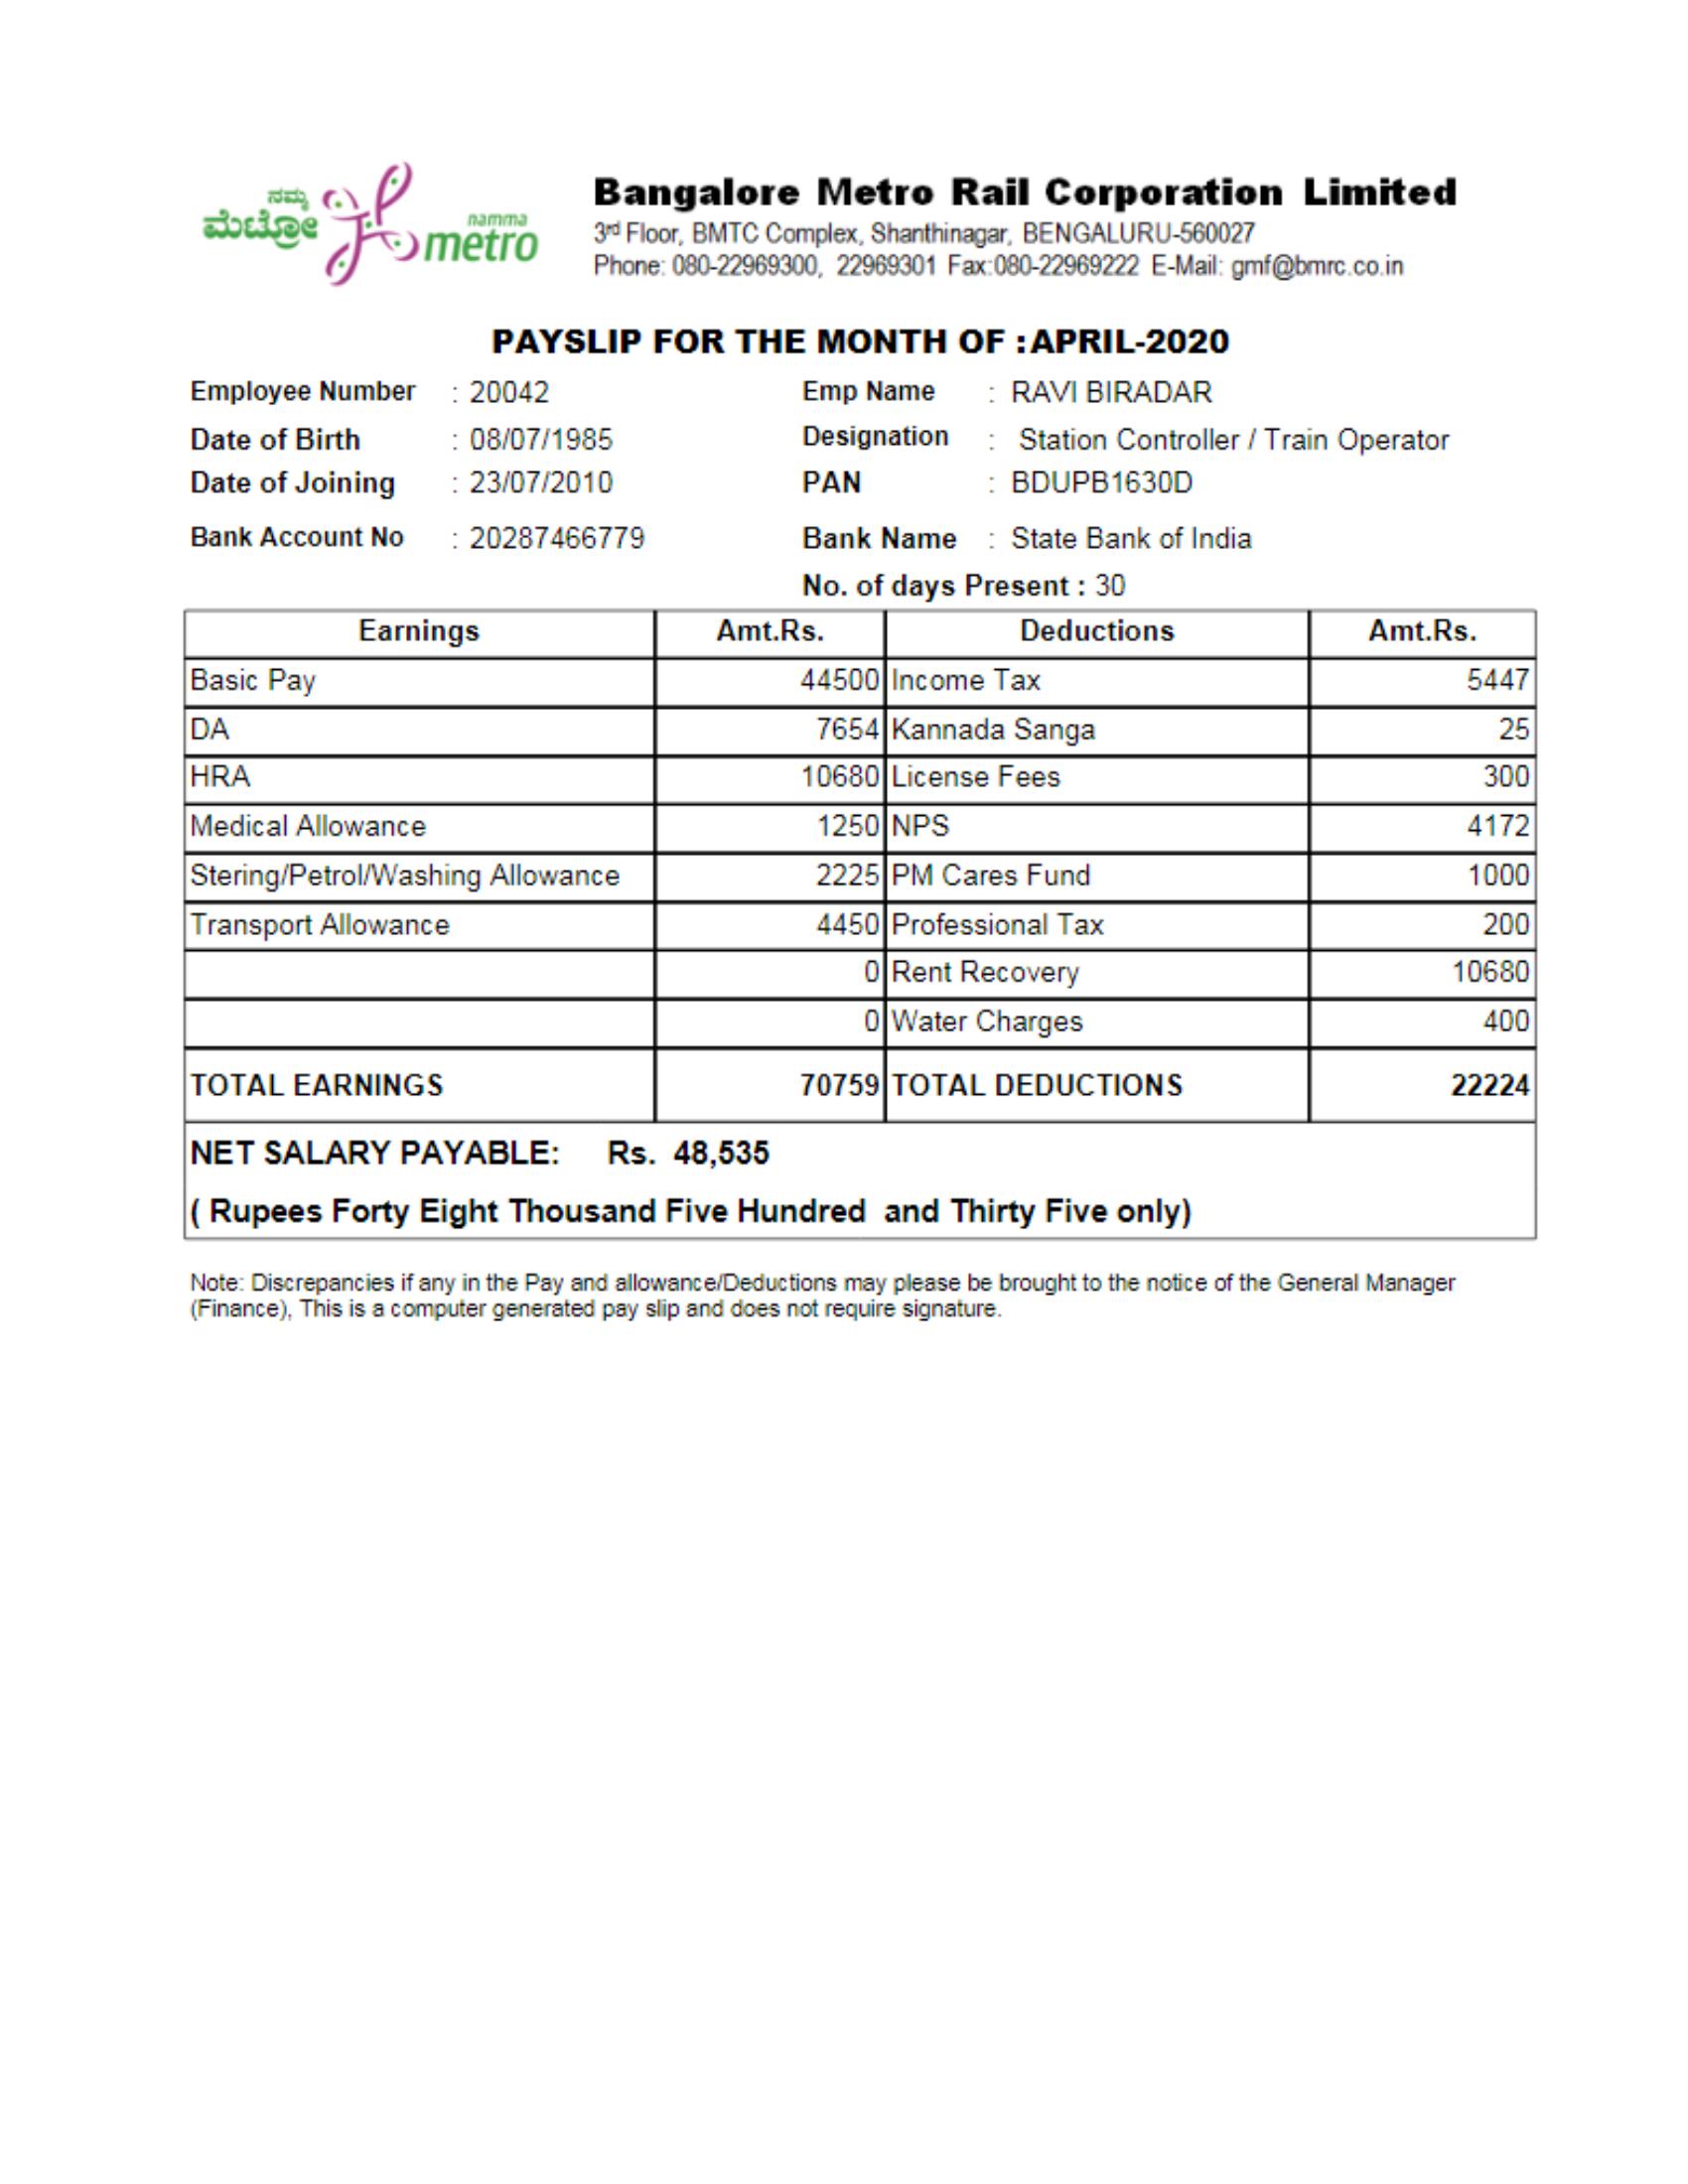 ನಮ್ಮ
ಮೆಟ್ರೋ
namma
metro
Bangalore Metro Rail Corporation Limited
3rd Floor, BMTC Complex, Shanthinagar, BENGALURU-560027
Phone: 080-22969300, 22969301 Fax:080-22969222 E-Mail: gmf@bmrc.co.in
PAYSLIP FOR THE MONTH OF :APRIL-2020
Employee Number : 20042 Emp Name : RAVI BIRADAR
Date of Birth : 08/07/1985 Designation : Station Controller / Train Operator
Date of Joining : 23/07/2010 PAN : BDUPB1630D
Bank Account No : 20287466779 Bank Name : State Bank of India
No. of days Present : 30
Earnings Amt.Rs. Deductions Amt.Rs.
Basic Pay 44500 Income Tax 5447
DA 7654 Kannada Sanga 25
HRA 10680 License Fees 300
Medical Allowance 1250 NPS 4172
Stering/Petrol/Washing Allowance 2225 PM Cares Fund 1000
Transport Allowance 4450 Professional Tax 200
0 Rent Recovery 10680
0 Water Charges 400
TOTAL EARNINGS 70759 TOTAL DEDUCTIONS 22224
NET SALARY PAYABLE: Rs. 48,535
( Rupees Forty Eight Thousand Five Hundred and Thirty Five only)
Note: Discrepancies if any in the Pay and allowance/Deductions may please be brought to the notice of the General Manager
(Finance), This is a computer generated pay slip and does not require signature.